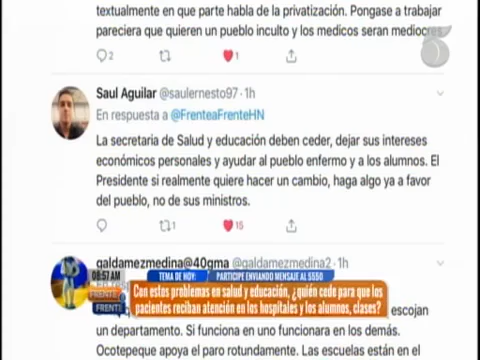 textualmente en que parte habla de la privatización. Pongase a trabajar
pareciera que quieren un pueblo inculto y los medicos seran mediocres
2
1
Saul Aguilar @saulernesto97 · 1h
En respuesta a @FrenteaFrenteHN
La secretaria de Salud y educación deben ceder, dejar sus intereses
económicos personales y ayudar al pueblo enfermo y a los alumnos. El
Presidente si realmente quiere hacer un cambio, haga algo ya a favor
del pueblo, no de sus ministros.
1
15
galdamezmedina@40gma @galdamezmedina2 · 1h
08:57 AM
TEMA DE HOY:
PARTICIPE ENVIANDO MENSAJE AL 5550
FRENTE
FRENTE
Con estos problemas en salud y educación, ¿quién cede para que los
pacientes reciban atención en los hospitales y los alumnos, clases?
escojan
un departamento. Si funciona en uno funcionara en los demás.
Ocotepeque apoya el paro rotundamente. Las escuelas están en el